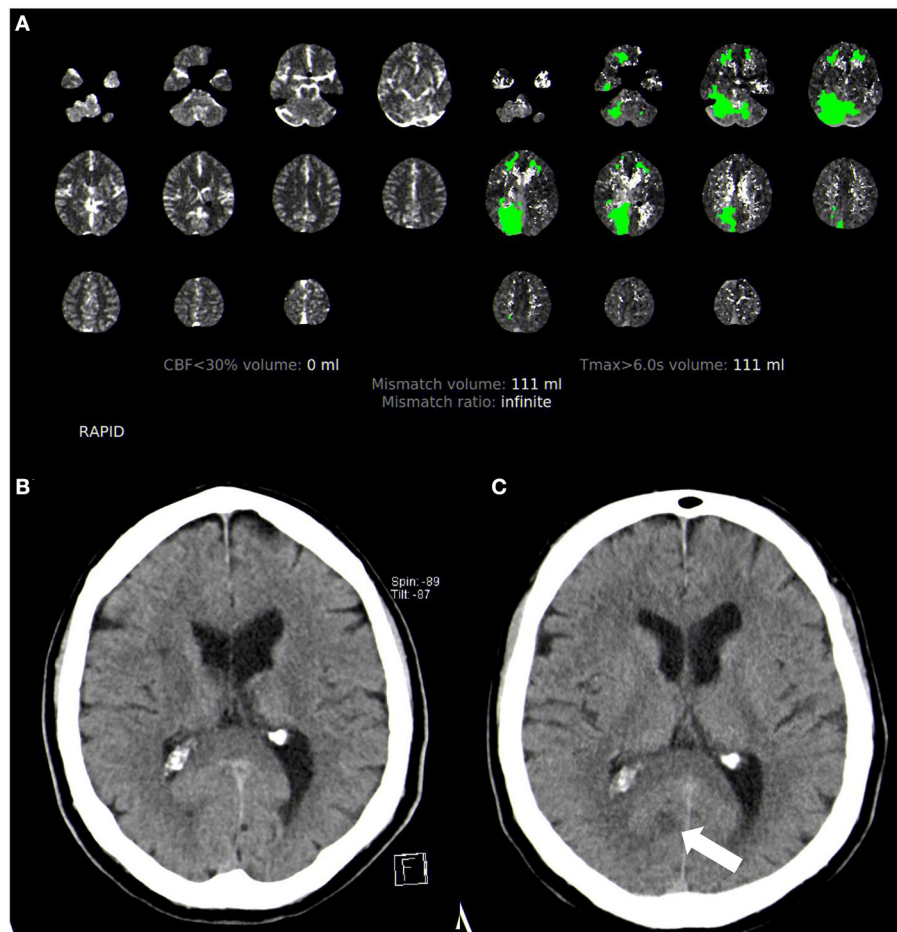 A
CBF<30% volume: 0 ml
Tmax>6.0s volume: 111 ml
Mismatch volume: 111 ml
Mismatch ratio: infinite
RAPID
B
C
Spin: -89
Tilt: -87
F